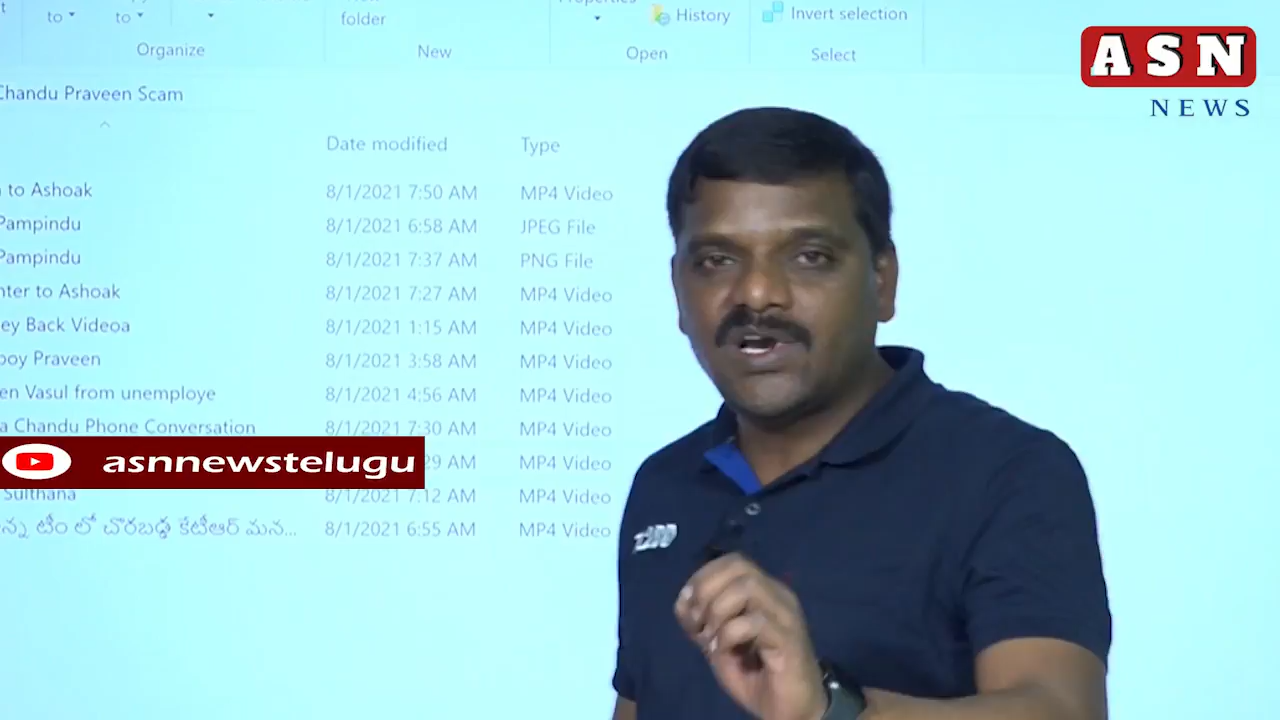 to
to
folder
Properties
History
Invert selection
Organize
New
Open
Select
Chandu Praveen Scam
Date modified
Type
to Ashoak
8/1/2021 7:50 AM
MP4 Video
Pampindu
8/1/2021 6:58 AM
JPEG File
Pampindu
8/1/2021 7:37 AM
PNG File
nter to Ashoak
8/1/2021 7:27 AM
MP4 Video
ey Back Videoa
8/1/2021 1:15 AM
MP4 Video
boy Praveen
8/1/2021 3:58 AM
MP4 Video
en Vasul from unemploye
8/1/2021 4:56 AM
MP4 Video
a Chandu Phone Conversation
8/1/2021 7:30 AM
MP4 Video
asnnewstelugu
29 AM
MP4 Video
Sulthana
8/1/2021 7:12 AM
MP4 Video
న్న టీం లో చొరబడ్డ కేటీఆర్ మన...
8/1/2021 6:55 AM
MP4 Video
ASN
NEWS